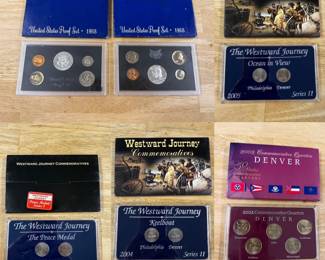 United States Proof Set - 1968
United States Proof Set - 1968
The Westward Journey
Ocean in View
Philadelphia Denver
2005 Series II
WESTWARD JOURNEY COMMEMORATIVES
Peace Medal
The Westward Journey
The Peace Medal
Westward Journey
Commemoratives
The Westward Journey
Keelboat
Philadelphia Denver
2004 Series II
2002 Commemorative Quarters
DENVER
2002 Commemorative Quarters
DENVER